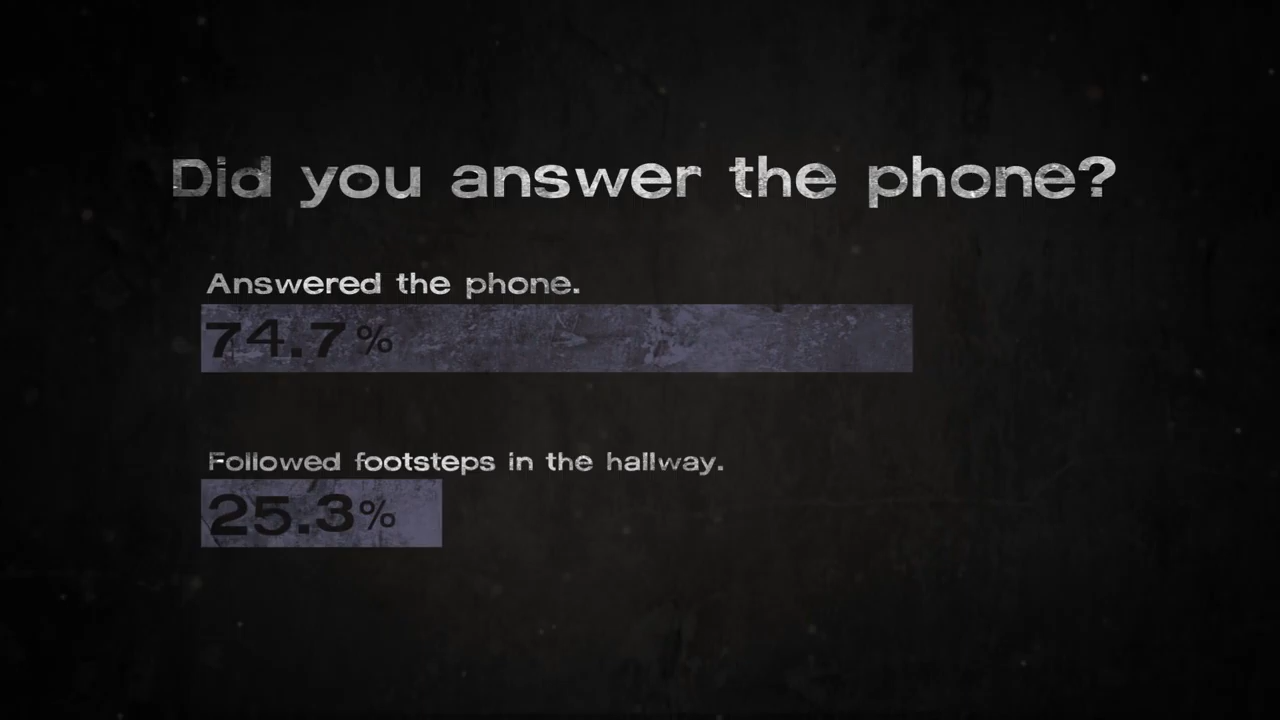 Did you answer the phone?
Answered the phone.
74.7%
Followed footsteps in the hallway.
25.3%